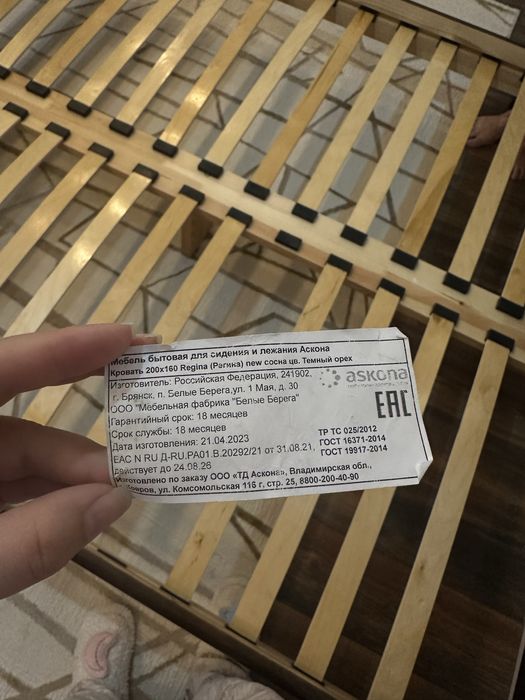 Мебель бытовая для сидения и лежания Аскона
Кровать 200х160 Regina (Регина) new сосна цв. Темный орех
Изготовитель: Российская Федерация, 241902,
г. Брянск, п. Белые Берега,ул. 1 Мая, д. 30
ООО "Мебельная фабрика "Белые Берега"
Гарантийный срок: 18 месяцев
Срок службы: 18 месяцев
Дата изготовления: 21.04.2023
ЕАС N RU Д-RU.РА01.В.20292/21 от 31.08.21,
действует до 24.08.26
Изготовлено по заказу ООО «ТД Аскона», Владимирская обл.,
г. Ковров, ул. Комсомольская 116 г, стр. 25, 8800-200-40-90
askona
EAC
ТР ТС 025/2012
ГОСТ 16371-2014
ГОСТ 19917-2014